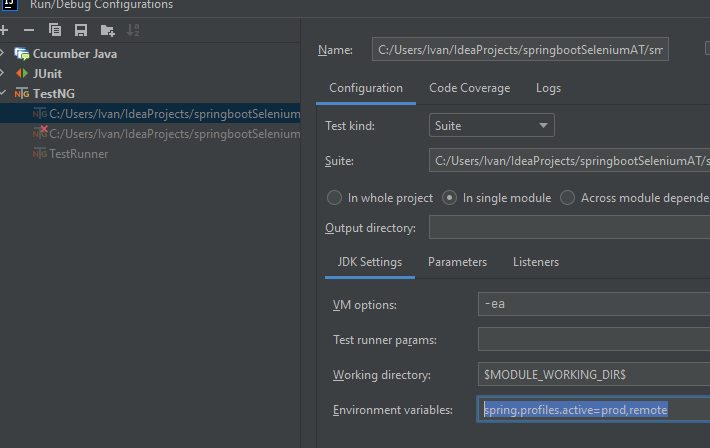 Run/Debug Configurations
Cucumber Java
JUnit
TestNG
C:/Users/Ivan/IdeaProjects/springbootSelenium
C:/Users/Ivan/IdeaProjects/springbootSelenium
TestRunner
Name: C:/Users/Ivan/IdeaProjects/springbootSeleniumAT/sm
Configuration Code Coverage Logs
Test kind: Suite
Suite: C:/Users/Ivan/IdeaProjects/springbootSeleniumAT/s
In whole project In single module Across module depende
Output directory:
JDK Settings Parameters Listeners
VM options: -ea
Test runner params:
Working directory: $MODULE_WORKING_DIR$
Environment variables: spring.profiles.active=prod,remote